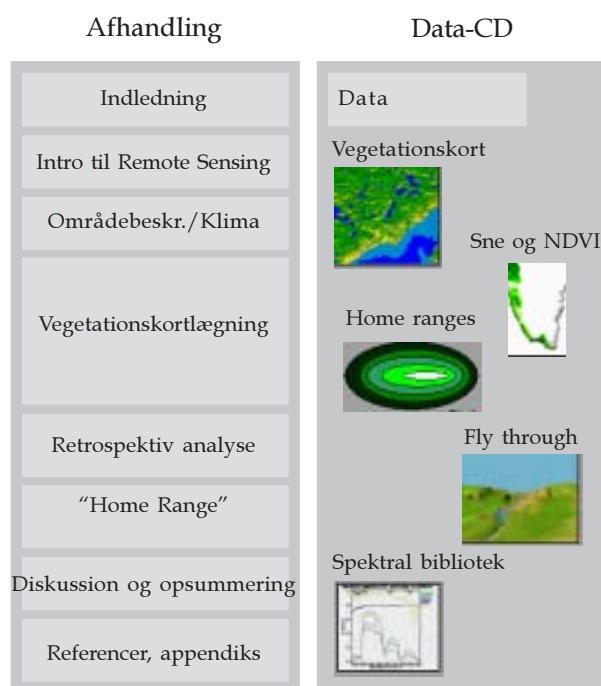 Afhandling
Data-CD
Indledning
Intro til Remote Sensing
Områdebeskr./Klima
Vegetationskortlægning
Retrospektiv analyse
“Home Range”
Diskussion og opsummering
Referencer, appendiks
Data
Vegetationskort
Sne og NDVI
Home ranges
Fly through
Spektral bibliotek